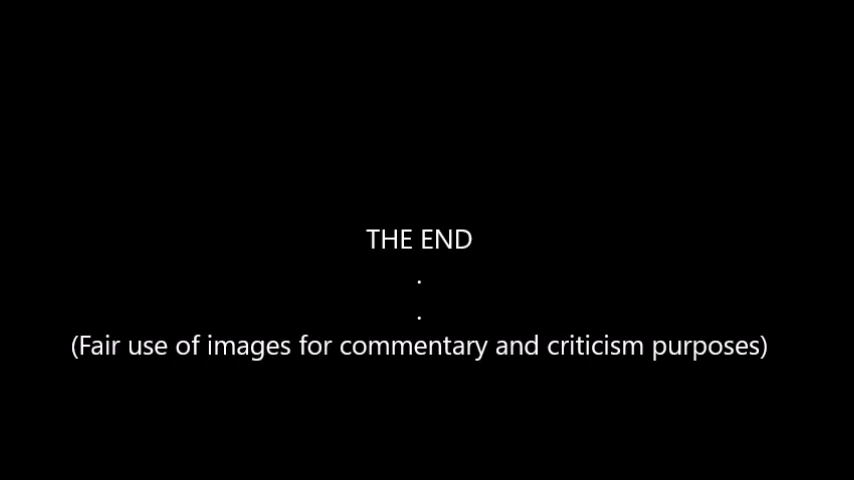 THE END
.
.
(Fair use of images for commentary and criticism purposes)